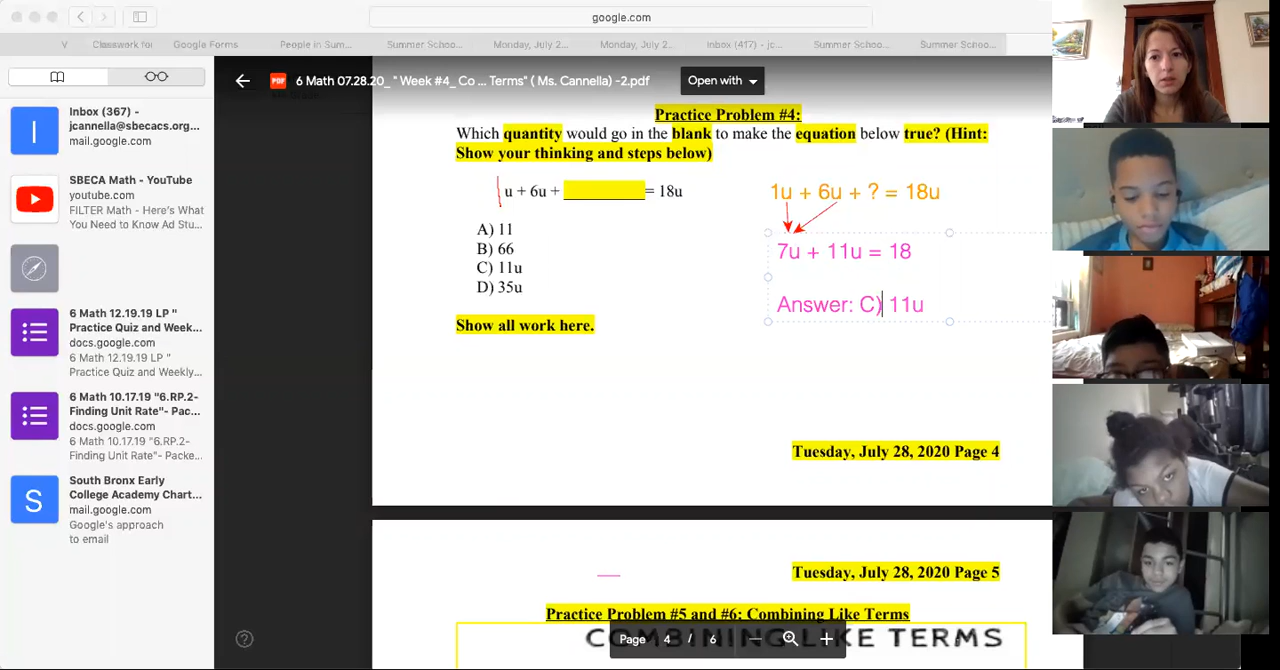 google.com
V
Classwork for
Google Forms
People in Sum...
Summer Schoo...
Monday, July 2...
Monday, July 2...
Inbox (417) - jc...
Summer Schoo...
Summer Schoo...
6 Math 07.28.20_ " Week #4_ Co ... Terms" ( Ms. Cannella) -2.pdf
Open with
Inbox (367) -
jcannella@sbecacs.org...
mail.google.com
SBECA Math - YouTube
youtube.com
FILTER Math - Here's What
You Need to Know Ad Stu...
6 Math 12.19.19 LP "
Practice Quiz and Week...
docs.google.com
6 Math 12.19.19 LP "
Practice Quiz and Weekly...
6 Math 10.17.19 "6.RP.2-
Finding Unit Rate"- Pac...
docs.google.com
6 Math 10.17.19 "6.RP.2-
Finding Unit Rate"- Packe...
South Bronx Early
College Academy Chart...
mail.google.com
Google's approach
to email
Practice Problem #4:
Which quantity would go in the blank to make the equation below true? (Hint:
Show your thinking and steps below)
u + 6u + = 18u
A) 11
B) 66
C) 11u
D) 35u
Show all work here.
1u + 6u + ? = 18u
7u + 11u = 18
Answer: C) 11u
Tuesday, July 28, 2020 Page 4
Tuesday, July 28, 2020 Page 5
Practice Problem #5 and #6: Combining Like Terms
COMBINING LIKE TERMS
Page 4 / 6